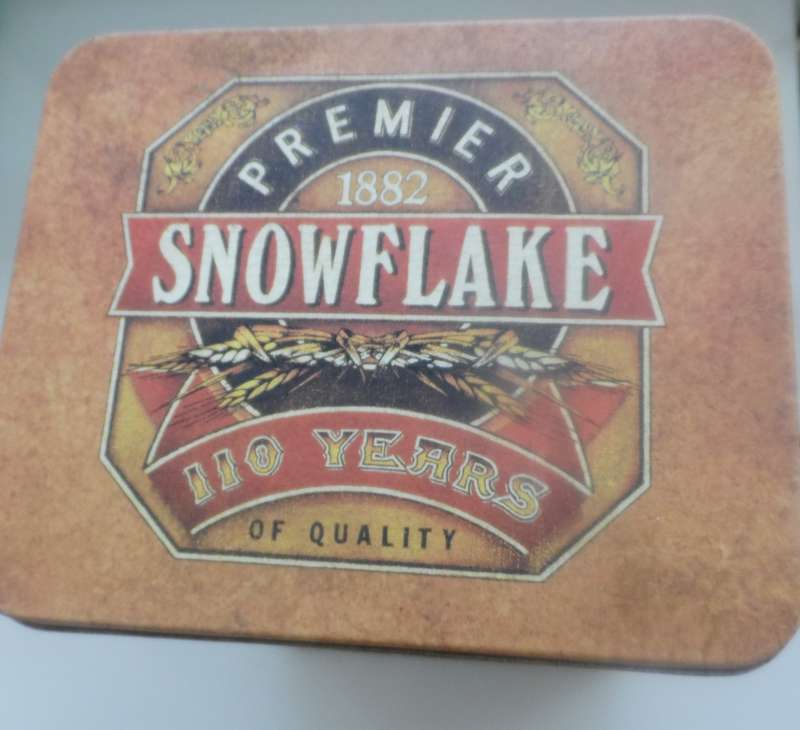 PREMIER
1882
SNOWFLAKE
110 YEARS
OF QUALITY